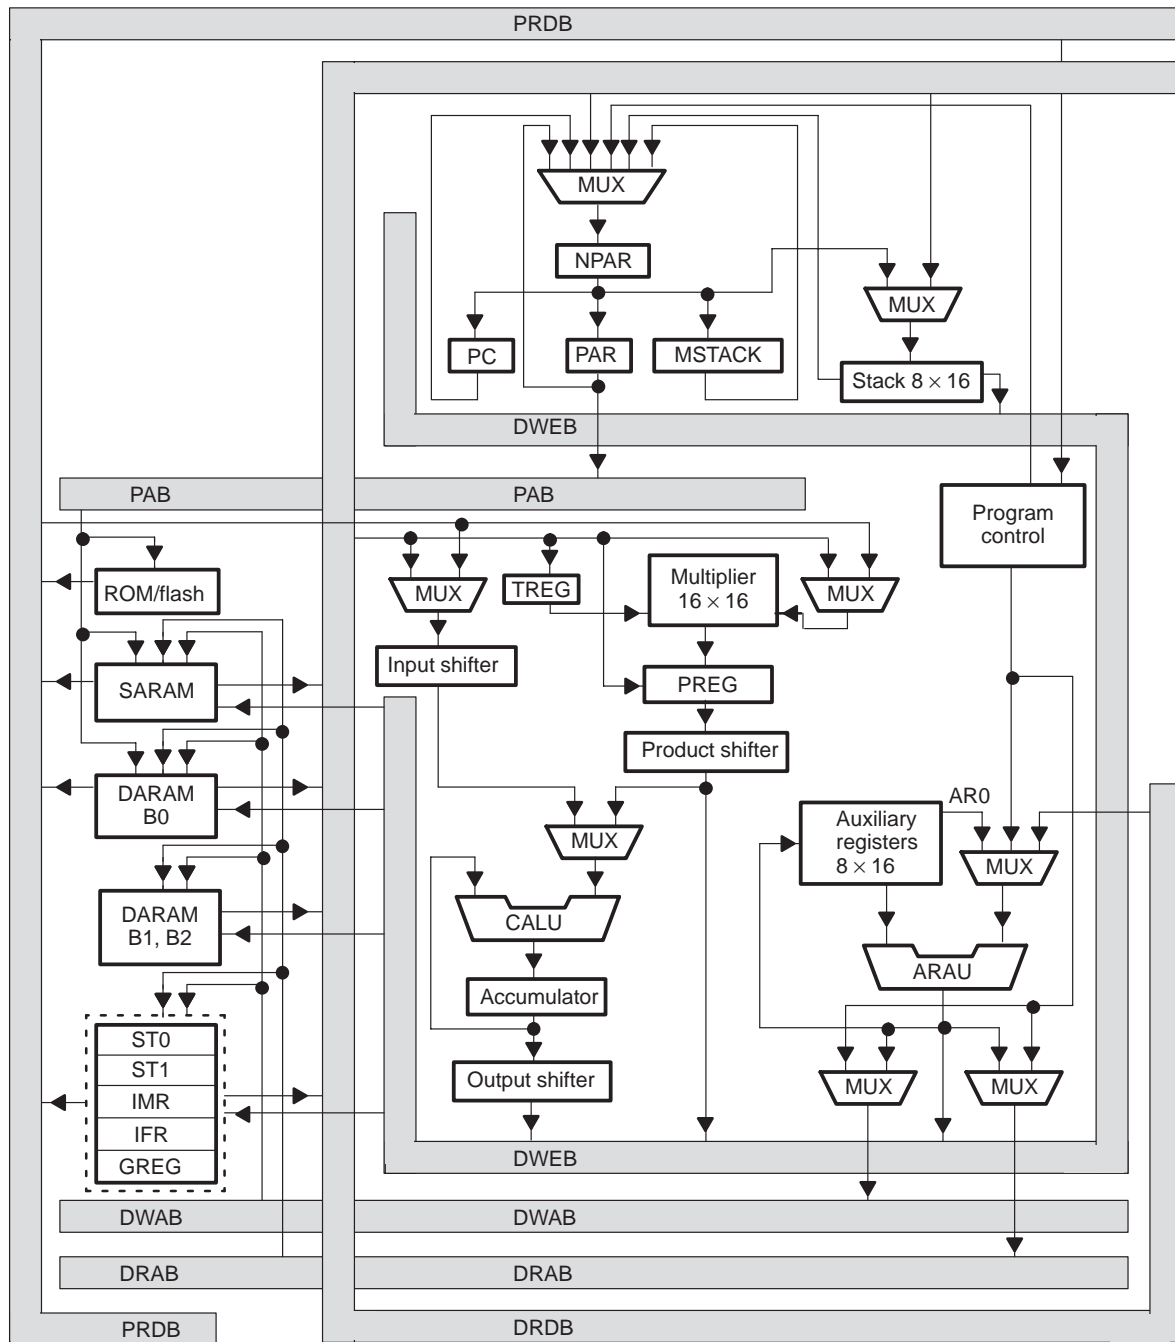 PRDB
MUX
NPAR
MUX
PC
PAR
MSTACK
Stack 8 × 16
DWEB
PAB
PAB
Program
control
ROM/flash
MUX
TREG
Multiplier
16 × 16
MUX
Input shifter
SARAM
PREG
Product shifter
DARAM
B0
AR0
Auxiliary
registers
8 × 16
MUX
MUX
DARAM
B1, B2
CALU
ARAU
Accumulator
ST0
ST1
IMR
IFR
GREG
Output shifter
MUX
MUX
DWEB
DWAB
DWAB
DRAB
DRAB
PRDB
DRDB